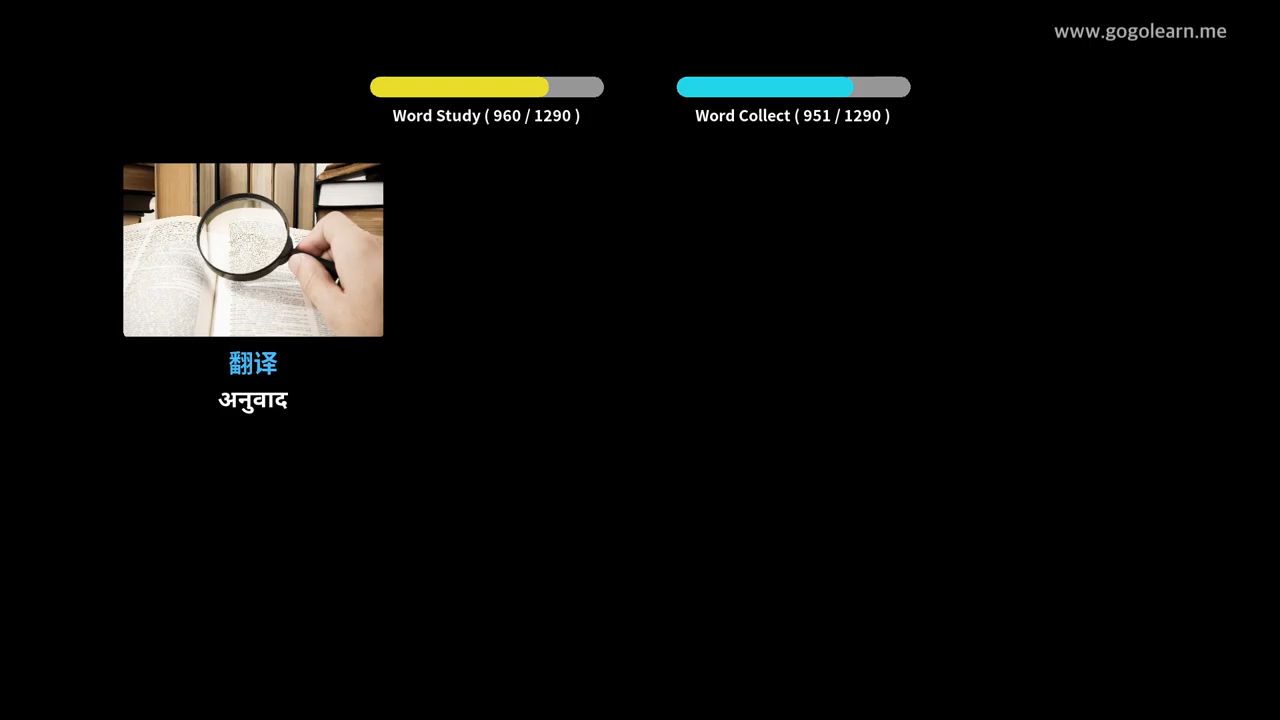 www.gogolearn.me
Word Study ( 960 / 1290 )
Word Collect ( 951 / 1290 )
翻译
अनुवाद